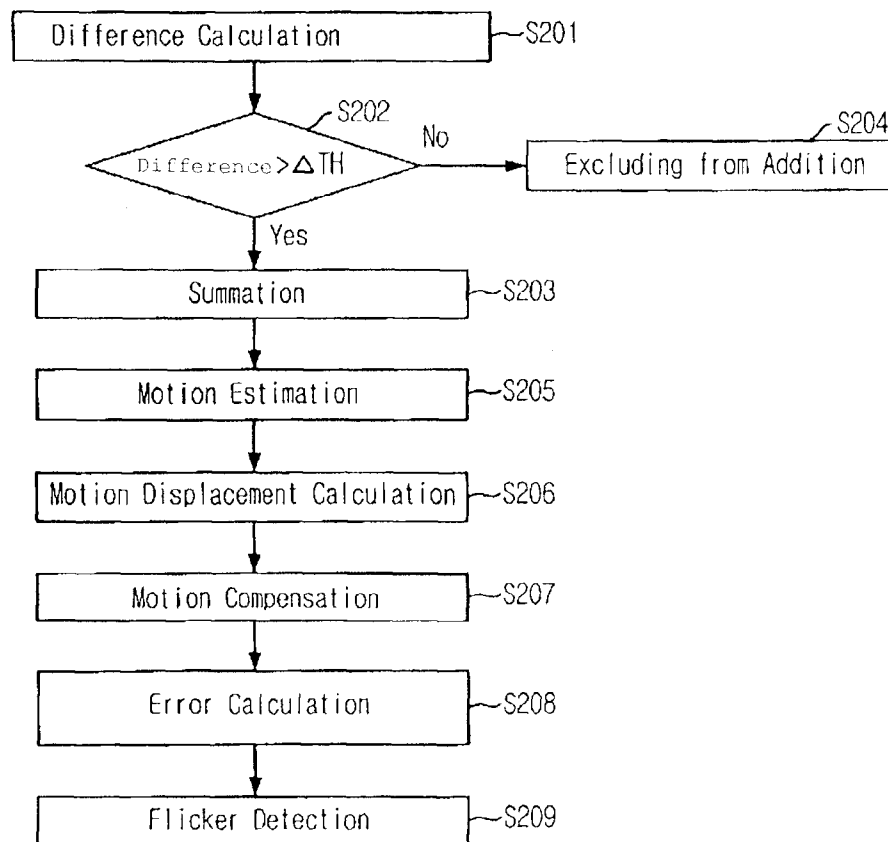 Difference Calculation
S201
S202
Difference>△TH
No
S204
Excluding from Addition
Yes
Summation
S203
Motion Estimation
S205
Motion Displacement Calculation
S206
Motion Compensation
S207
Error Calculation
S208
Flicker Detection
S209